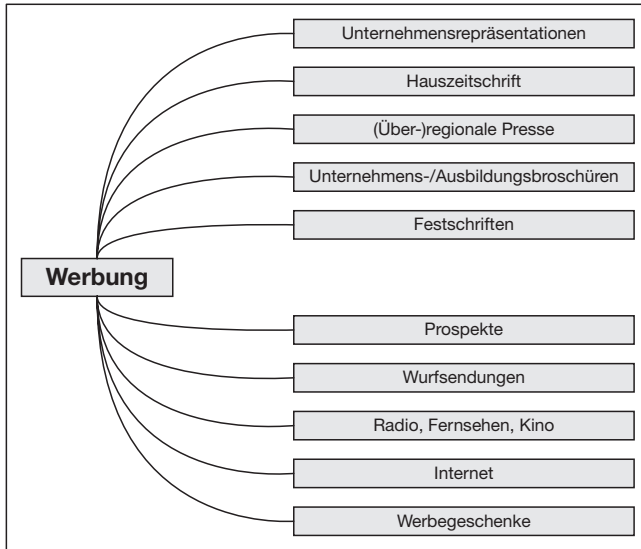 Unternehmensrepräsentationen
Hauszeitschrift
(Über-)regionale Presse
Unternehmens-/Ausbildungsbroschüren
Festschriften
Werbung
Prospekte
Wurfsendungen
Radio, Fernsehen, Kino
Internet
Werbegeschenke